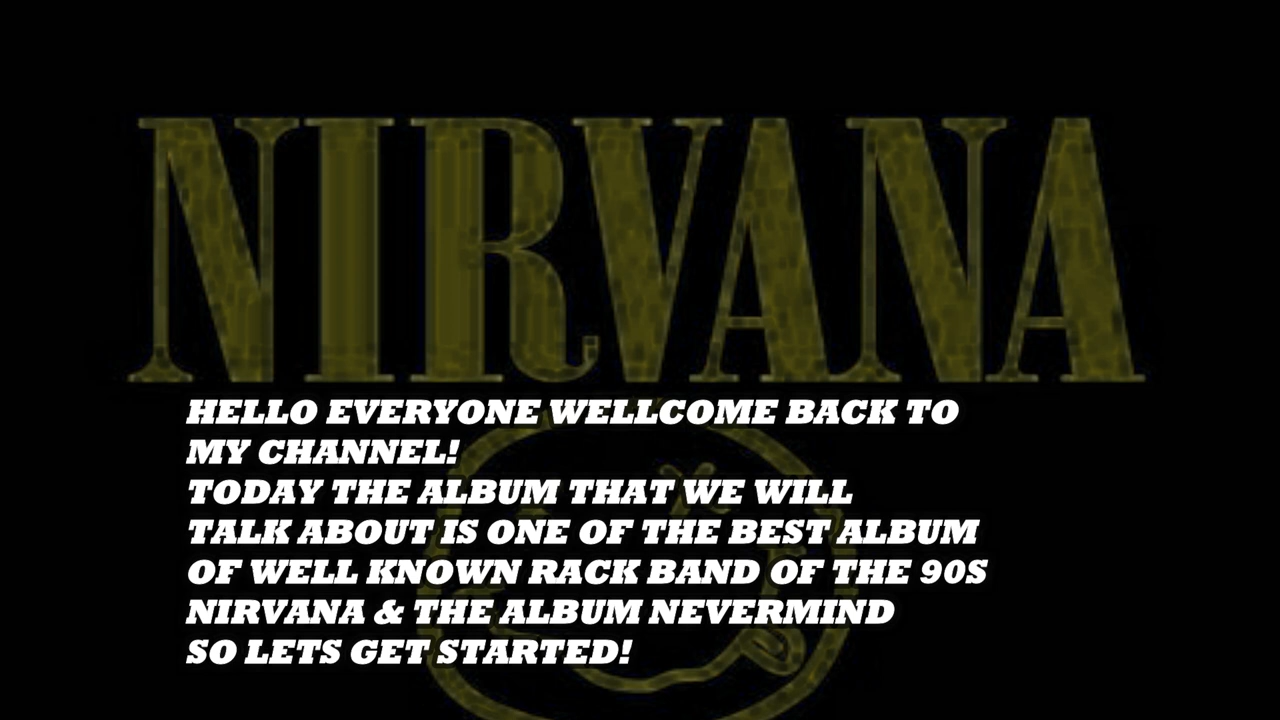 NIRVANA
HELLO EVERYONE WELLCOME BACK TO
MY CHANNEL!
TODAY THE ALBUM THAT WE WILL
TALK ABOUT IS ONE OF THE BEST ALBUM
OF WELL KNOWN RACK BAND OF THE 90S
NIRVANA & THE ALBUM NEVERMIND
SO LETS GET STARTED!